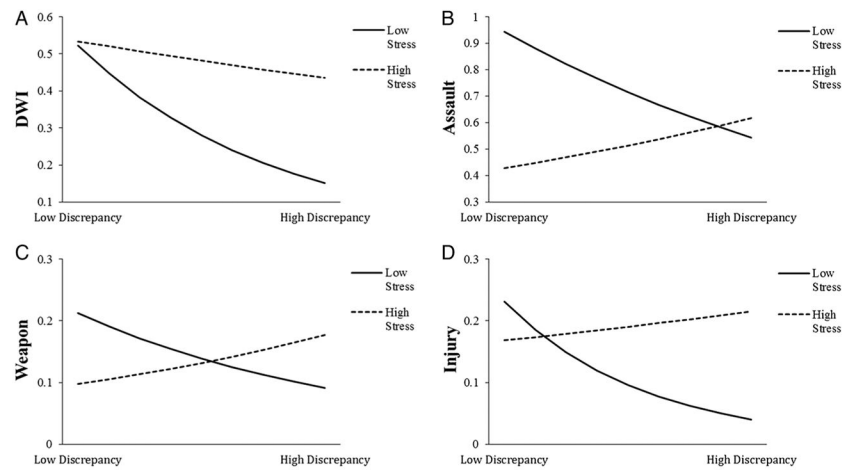 A
0.6
0.5
0.4
0.3
0.2
0.1
DWI
Low Discrepancy
High Discrepancy
Low
Stress
High
Stress
B
1
0.9
0.8
0.7
0.6
0.5
0.4
0.3
Assault
Low Discrepancy
High Discrepancy
Low
Stress
High
Stress
C
0.3
0.2
0.1
0
Weapon
Low Discrepancy
High Discrepancy
Low
Stress
High
Stress
D
0.3
0.2
0.1
0
Injury
Low Discrepancy
High Discrepancy
Low
Stress
High
Stress